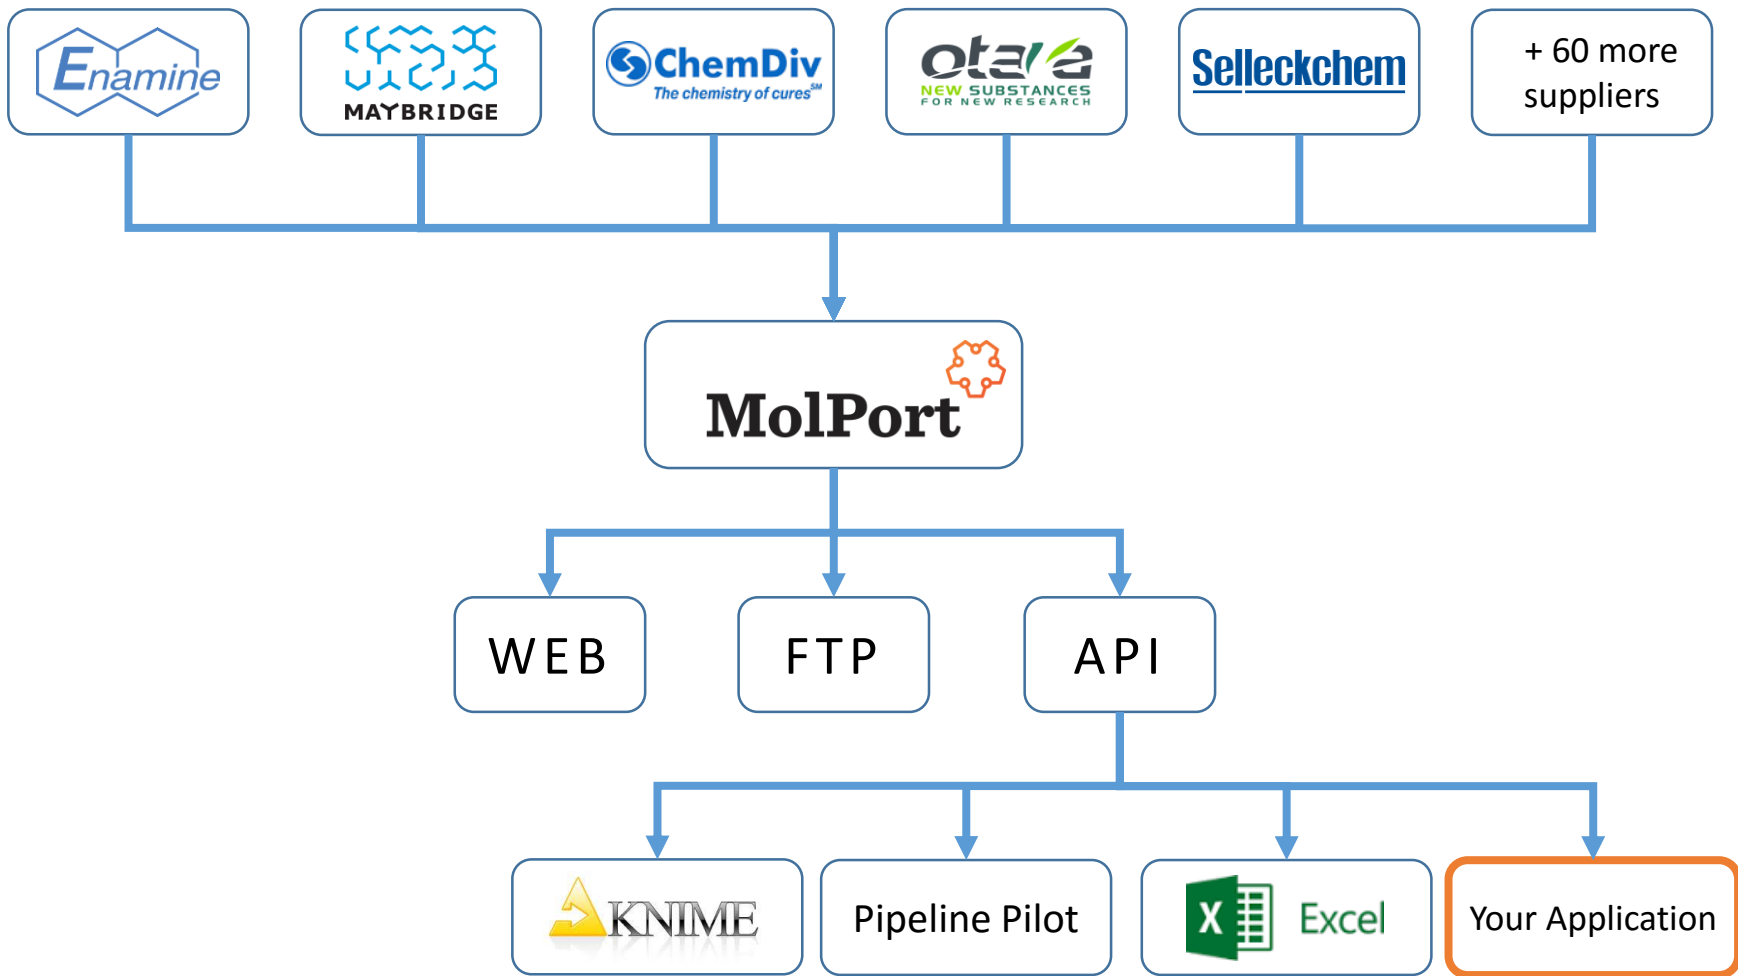 Enamine
MAYBRIDGE
ChemDiv
The chemistry of cures℠
otava
NEW SUBSTANCES
FOR NEW RESEARCH
Selleckchem
+ 60 more
suppliers
MolPort
WEB
FTP
API
KNIME
Pipeline Pilot
X
Excel
Your Application